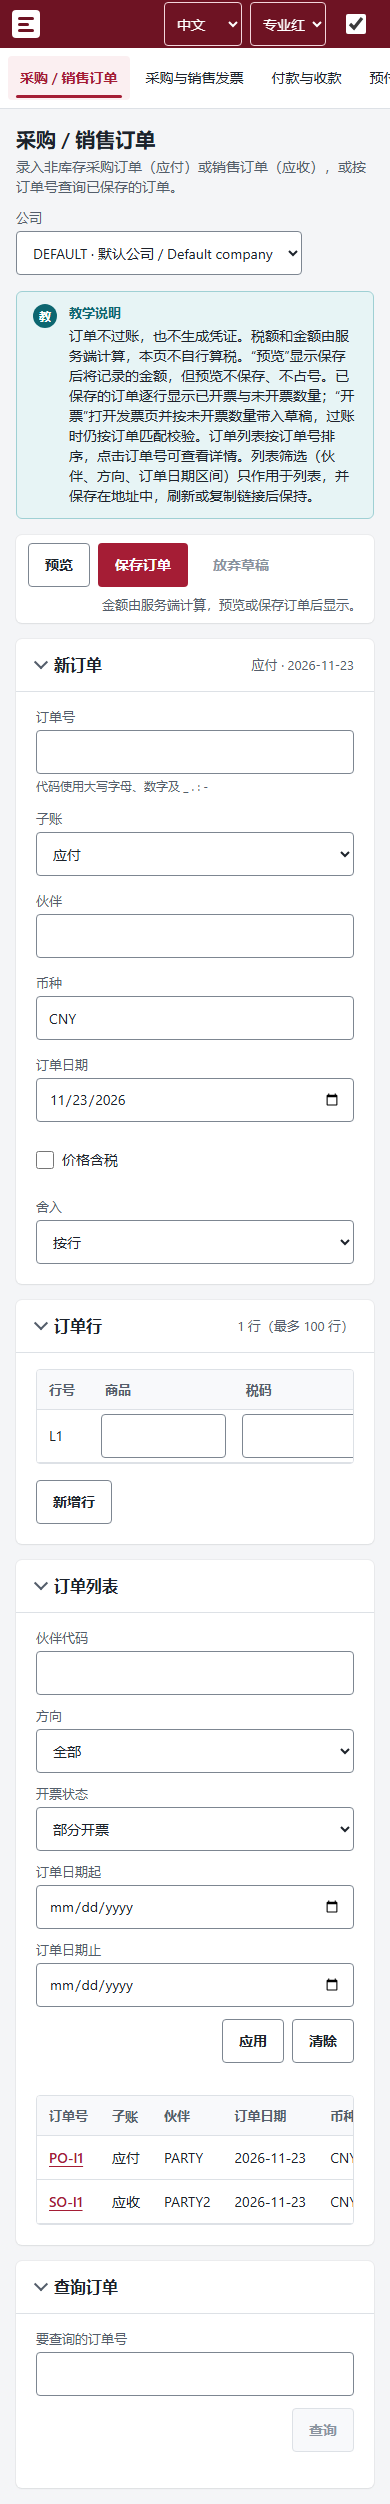 中文
专业红
采购 / 销售订单
采购与销售发票
付款与收款
预付
采购 / 销售订单
录入非库存采购订单（应付）或销售订单（应收），或按
订单号查询已保存的订单。
公司
DEFAULT · 默认公司 / Default company
教
教学说明
订单不过账，也不生成凭证。税额和金额由服
务端计算，本页不自行算税。“预览”显示保存
后将记录的金额，但预览不保存、不占号。已
保存的订单逐行显示已开票与未开票数量；“开
票”打开发票页并按未开票数量带入草稿，过账
时仍按订单匹配校验。订单列表按订单号排
序，点击订单号可查看详情。列表筛选（伙
伴、方向、订单日期区间）只作用于列表，并
保存在地址中，刷新或复制链接后保持。
预览
保存订单
放弃草稿
金额由服务端计算，预览或保存订单后显示。
新订单
应付 · 2026-11-23
订单号
代码使用大写字母、数字及 _ . : -
子账
应付
伙伴
币种
CNY
订单日期
11/23/2026
价格含税
舍入
按行
订单行
1 行（最多 100 行）
行号 商品 税码
L1
新增行
订单列表
伙伴代码
方向
全部
开票状态
部分开票
订单日期起
mm/dd/yyyy
订单日期止
mm/dd/yyyy
应用
清除
订单号 子账 伙伴 订单日期 币种
PO-I1 应付 PARTY 2026-11-23 CNY
SO-I1 应收 PARTY2 2026-11-23 CNY
查询订单
要查询的订单号
查询